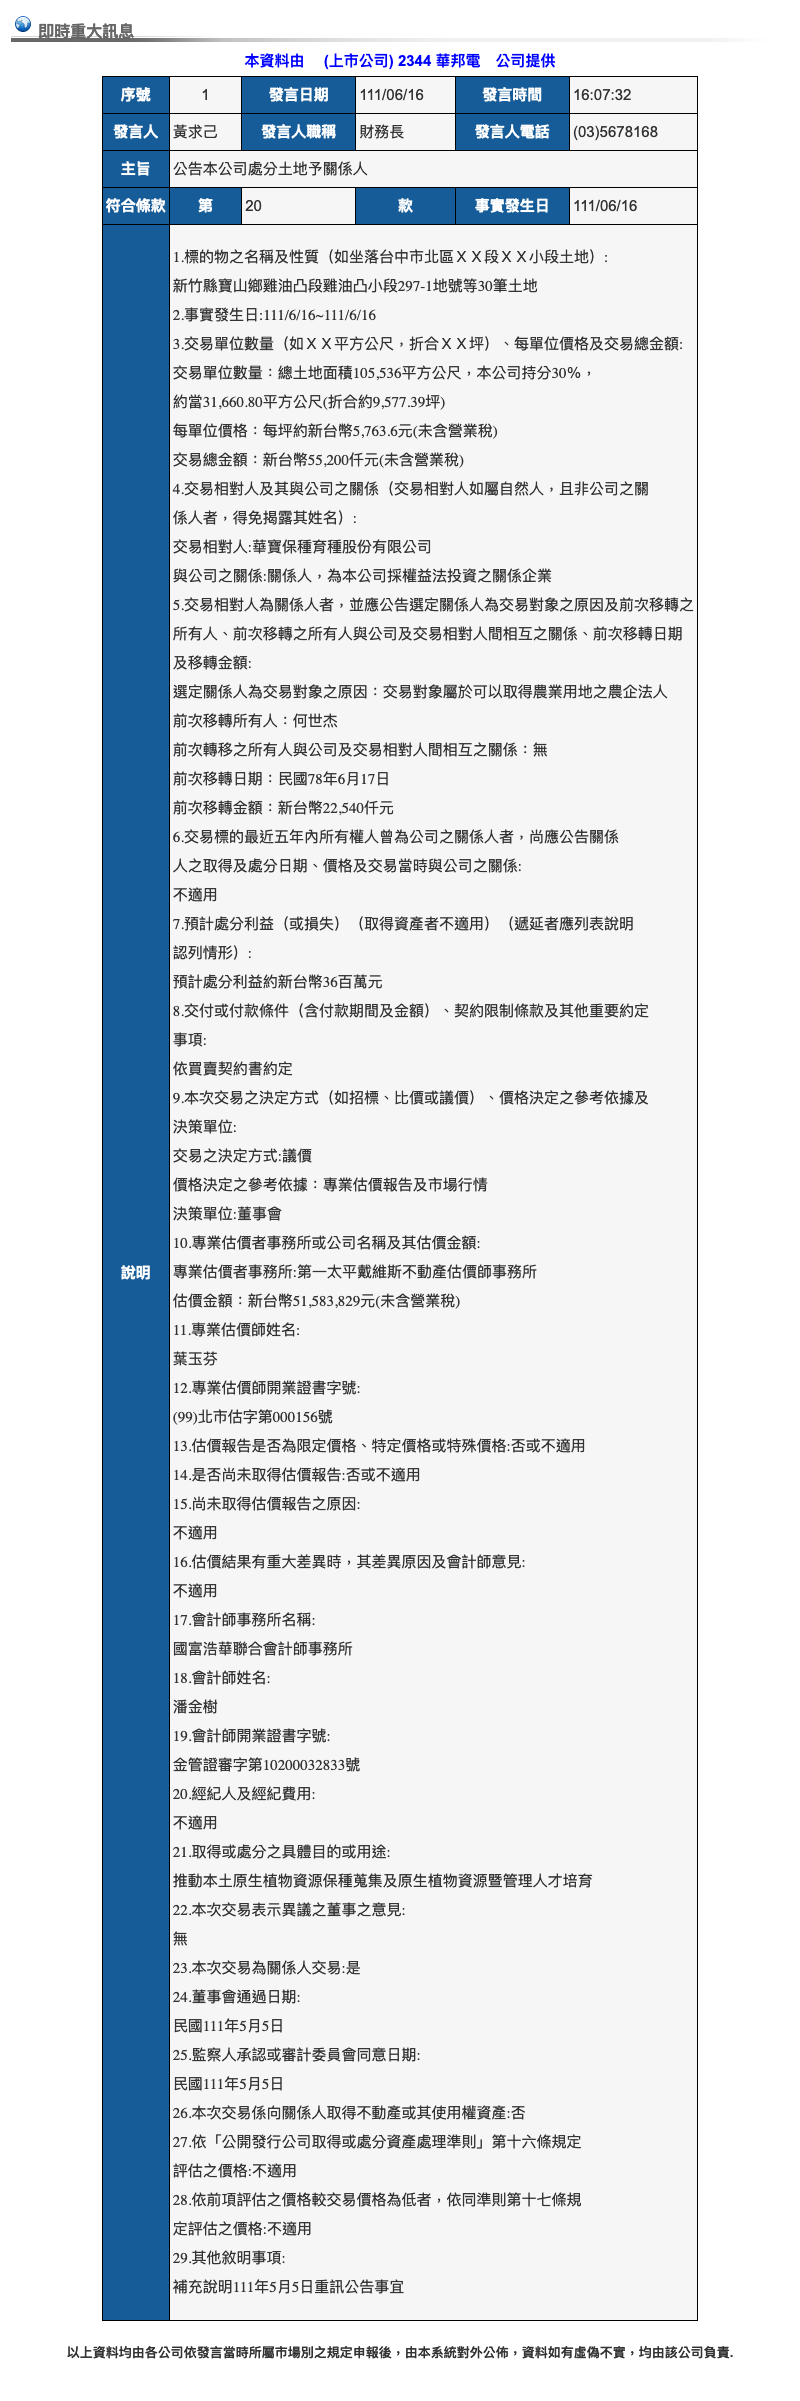 即時重大訊息
本資料由　(上市公司) 2344 華邦電　公司提供
序號 1 發言日期 111/06/16 發言時間 16:07:32
發言人 黃求己 發言人職稱 財務長 發言人電話 (03)5678168
主旨 公告本公司處分土地予關係人
符合條款 第 20 款 事實發生日 111/06/16
說明
1.標的物之名稱及性質（如坐落台中市北區ＸＸ段ＸＸ小段土地）:
新竹縣寶山鄉雞油凸段雞油凸小段297-1地號等30筆土地
2.事實發生日:111/6/16~111/6/16
3.交易單位數量（如ＸＸ平方公尺，折合ＸＸ坪）、每單位價格及交易總金額:
交易單位數量：總土地面積105,536平方公尺，本公司持分30%，
約當31,660.80平方公尺(折合約9,577.39坪)
每單位價格：每坪約新台幣5,763.6元(未含營業稅)
交易總金額：新台幣55,200仟元(未含營業稅)
4.交易相對人及其與公司之關係（交易相對人如屬自然人，且非公司之關
係人者，得免揭露其姓名）:
交易相對人:華寶保種育種股份有限公司
與公司之關係:關係人，為本公司採權益法投資之關係企業
5.交易相對人為關係人者，並應公告選定關係人為交易對象之原因及前次移轉之
所有人、前次移轉之所有人與公司及交易相對人間相互之關係、前次移轉日期
及移轉金額:
選定關係人為交易對象之原因：交易對象屬於可以取得農業用地之農企法人
前次移轉所有人：何世杰
前次轉移之所有人與公司及交易相對人間相互之關係：無
前次移轉日期：民國78年6月17日
前次移轉金額：新台幣22,540仟元
6.交易標的最近五年內所有權人曾為公司之關係人者，尚應公告關係
人之取得及處分日期、價格及交易當時與公司之關係:
不適用
7.預計處分利益（或損失）（取得資產者不適用）（遞延者應列表說明
認列情形）:
預計處分利益約新台幣36百萬元
8.交付或付款條件（含付款期間及金額）、契約限制條款及其他重要約定
事項:
依買賣契約書約定
9.本次交易之決定方式（如招標、比價或議價）、價格決定之參考依據及
決策單位:
交易之決定方式:議價
價格決定之參考依據：專業估價報告及市場行情
決策單位:董事會
10.專業估價者事務所或公司名稱及其估價金額:
專業估價者事務所:第一太平戴維斯不動產估價師事務所
估價金額：新台幣51,583,829元(未含營業稅)
11.專業估價師姓名:
葉玉芬
12.專業估價師開業證書字號:
(99)北市估字第000156號
13.估價報告是否為限定價格、特定價格或特殊價格:否或不適用
14.是否尚未取得估價報告:否或不適用
15.尚未取得估價報告之原因:
不適用
16.估價結果有重大差異時，其差異原因及會計師意見:
不適用
17.會計師事務所名稱:
國富浩華聯合會計師事務所
18.會計師姓名:
潘金樹
19.會計師開業證書字號:
金管證審字第10200032833號
20.經紀人及經紀費用:
不適用
21.取得或處分之具體目的或用途:
推動本土原生植物資源保種蒐集及原生植物資源暨管理人才培育
22.本次交易表示異議之董事之意見:
無
23.本次交易為關係人交易:是
24.董事會通過日期:
民國111年5月5日
25.監察人承認或審計委員會同意日期:
民國111年5月5日
26.本次交易係向關係人取得不動產或其使用權資產:否
27.依「公開發行公司取得或處分資產處理準則」第十六條規定
評估之價格:不適用
28.依前項評估之價格較交易價格為低者，依同準則第十七條規
定評估之價格:不適用
29.其他敘明事項:
補充說明111年5月5日重訊公告事宜
以上資料均由各公司依發言當時所屬市場別之規定申報後，由本系統對外公佈，資料如有虛偽不實，均由該公司負責.